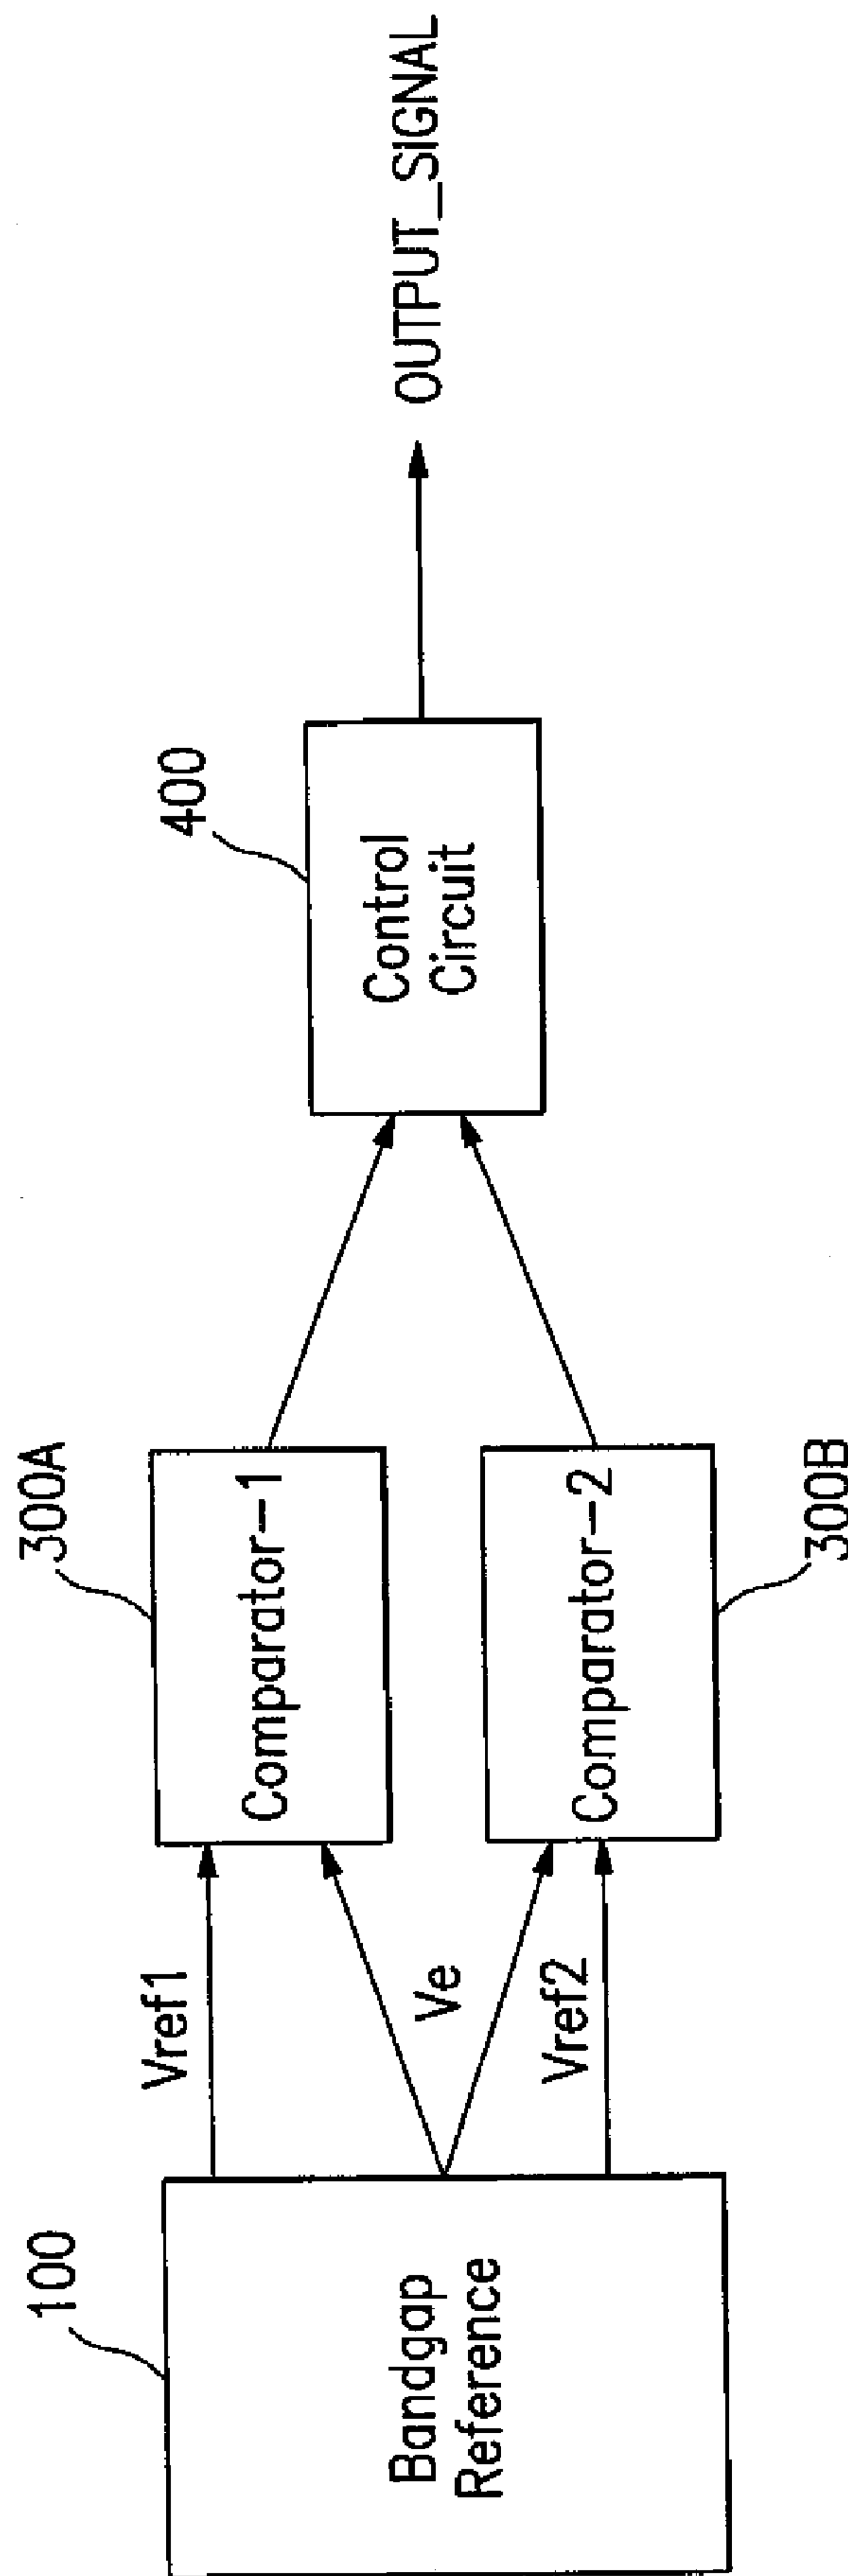 100
Bandgap
Reference
Vref1
Ve
Vref2
300A
Comparator-1
Comparator-2
300B
400
Control
Circuit
OUTPUT_SIGNAL